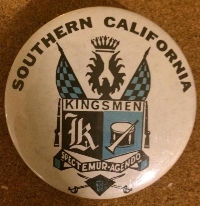 SOUTHERN CALIFORNIA
KINGSMEN
K
SPECTEMUR-AGENDO